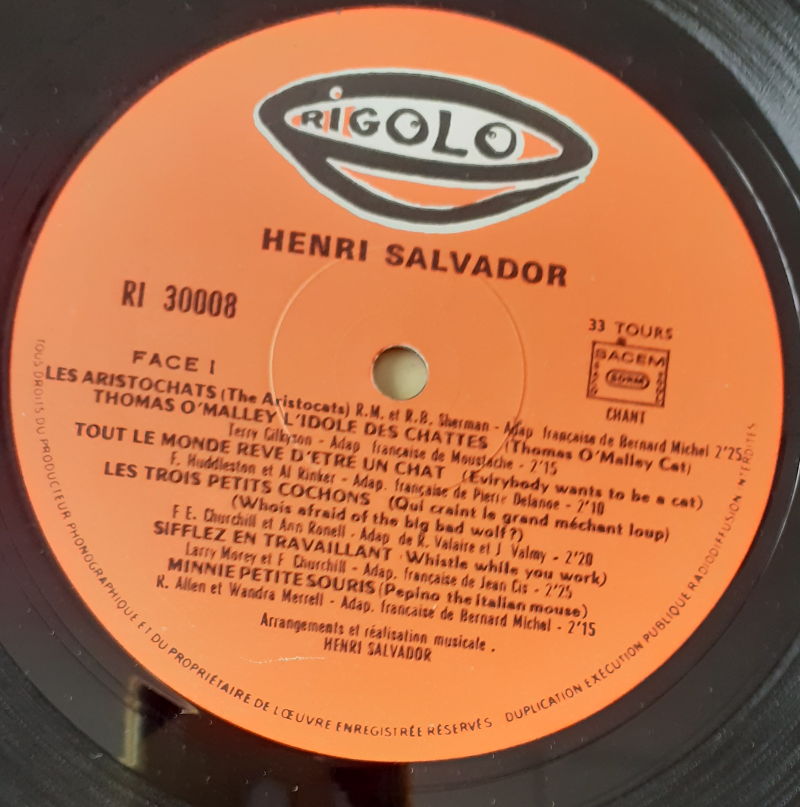 RIGOLO
HENRI SALVADOR
RI 30008
33 TOURS
FACE 1
SACEM
SDRM
CHANT
LES ARISTOCHATS (The Aristocats) R.M. et R.B. Sherman - Adap française de Bernard Michel 2'25
THOMAS O'MALLEY L'IDOLE DES CHATTES (Thomas O'Malley Cat)
Terry Gilkyson - Adap française de Moustache - 2'15
TOUT LE MONDE REVE D'ETRE UN CHAT (Evirybody wants to be a cat)
F. Huddleston et Al Rinker - Adap. française de Pierre Delanoe - 2'10
LES TROIS PETITS COCHONS (Qui craint le grand méchant loup)
(Whois afraid of the big bad wolf?)
F E. Churchill et Ann Ronell - Adap de R. Valaire et J Valmy - 2'20
SIFFLEZ EN TRAVAILLANT (Whistle while you work)
Larry Morey et F Churchill - Adap. française de Jean Cis - 2'25
MINNIE PETITE SOURIS (Pepino the italian mouse)
R. Allen et Wandra Merrell - Adap. française de Bernard Michel - 2'15
Arrangements et réalisation musicale .
HENRI SALVADOR
TOUS DROITS DU PRODUCTEUR PHONOGRAPHIQUE ET DU PROPRIÉTAIRE DE L'ŒUVRE ENREGISTRÉE RÉSERVÉS DUPLICATION EXÉCUTION PUBLIQUE RADIODIFFUSION INTERDITES